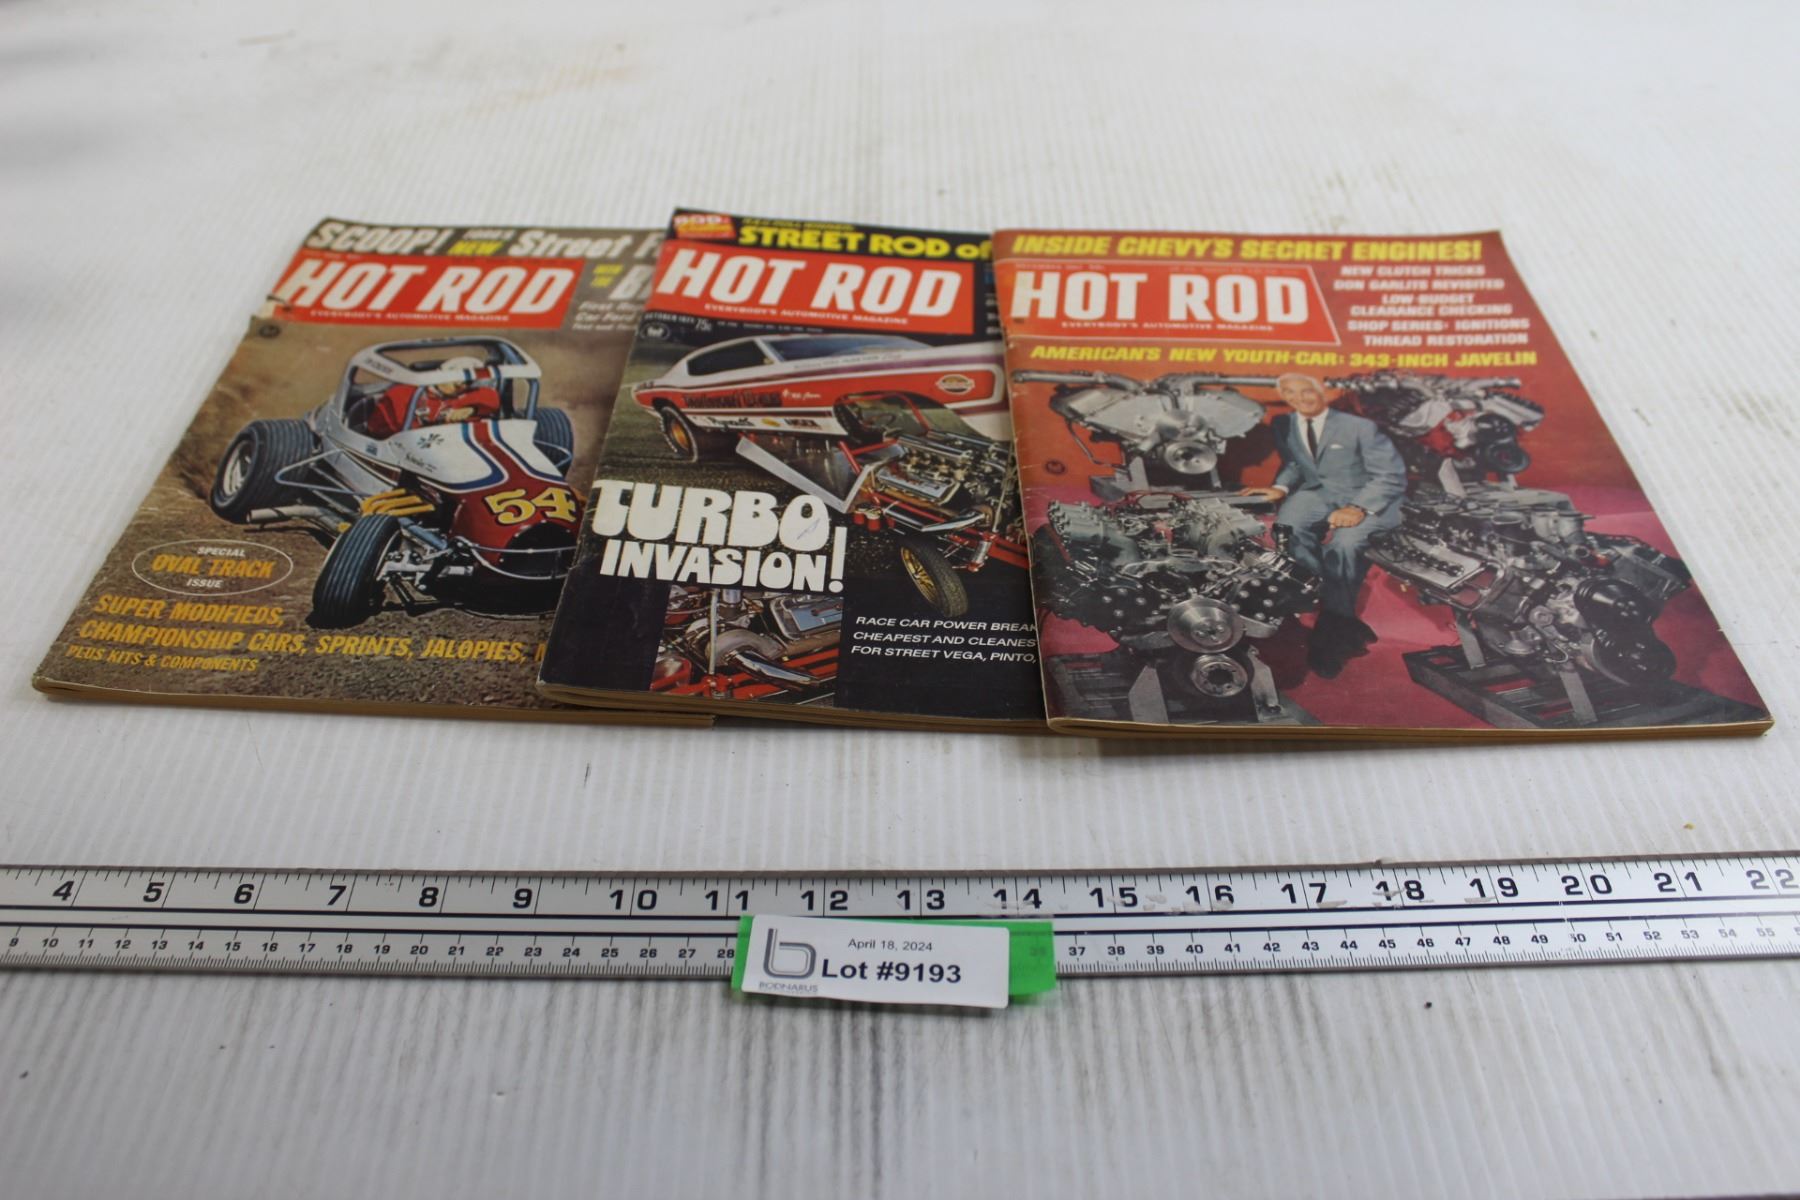 SCOOP!
NEW Street
HOT ROD
EVERYBODY'S AUTOMOTIVE MAGAZINE
54
SPECIAL
OVAL TRACK
ISSUE
SUPER MODIFIEDS,
CHAMPIONSHIP CARS, SPRINTS, JALOPIES,
PLUS KITS & COMPONENTS
STREET ROD of
HOT ROD
EVERYBODY'S AUTOMOTIVE MAGAZINE
75¢
Plymouth
TURBO
INVASION!
RACE CAR POWER BREAK
CHEAPEST AND CLEANES
FOR STREET VEGA, PINTO,
INSIDE CHEVY'S SECRET ENGINES!
HOT ROD
EVERYBODY'S AUTOMOTIVE MAGAZINE
NEW CLUTCH TRICKS
DON GARLITS REVISITED
LOW-BUDGET
CLEARANCE CHECKING
SHOP SERIES: IGNITIONS
THREAD RESTORATION
AMERICAN'S NEW YOUTH-CAR: 343-INCH JAVELIN
4 5 6 7 8 9 10 11 12 13 14 15 16 17 18 19 20 21 22
9 10 11 12 13 14 15 16 17 18 19 20 21 22 23 24 25 26 27 28 37 38 39 40 41 42 43 44 45 46 47 48 49 50 51 52 53 54 55
April 18, 2024
Lot #9193
BODNARUS